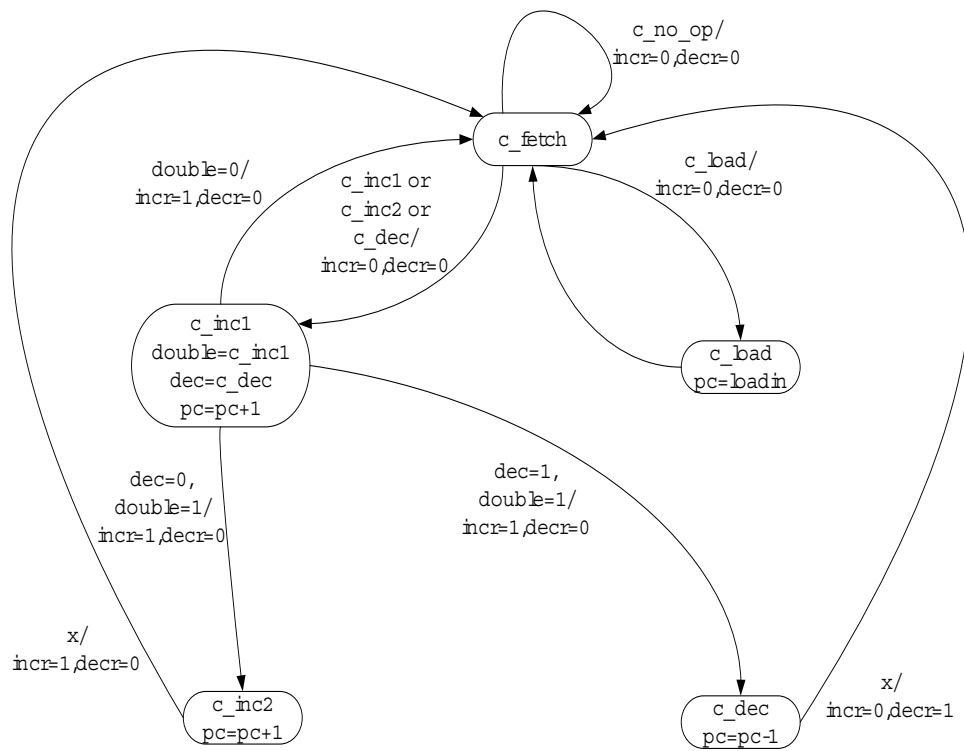 c_no_op/
incr=0,decr=0
c_fetch
double=0/
incr=1,decr=0
c_inc1 or
c_inc2 or
c_dec/
incr=0,decr=0
c_load/
incr=0,decr=0
c_inc1
double=c_inc1
dec=c_dec
pc=pc+1
c_load
pc=loadin
dec=0,
double=1/
incr=1,decr=0
dec=1,
double=1/
incr=1,decr=0
x/
incr=1,decr=0
c_inc2
pc=pc+1
c_dec
pc=pc-1
x/
incr=0,decr=1